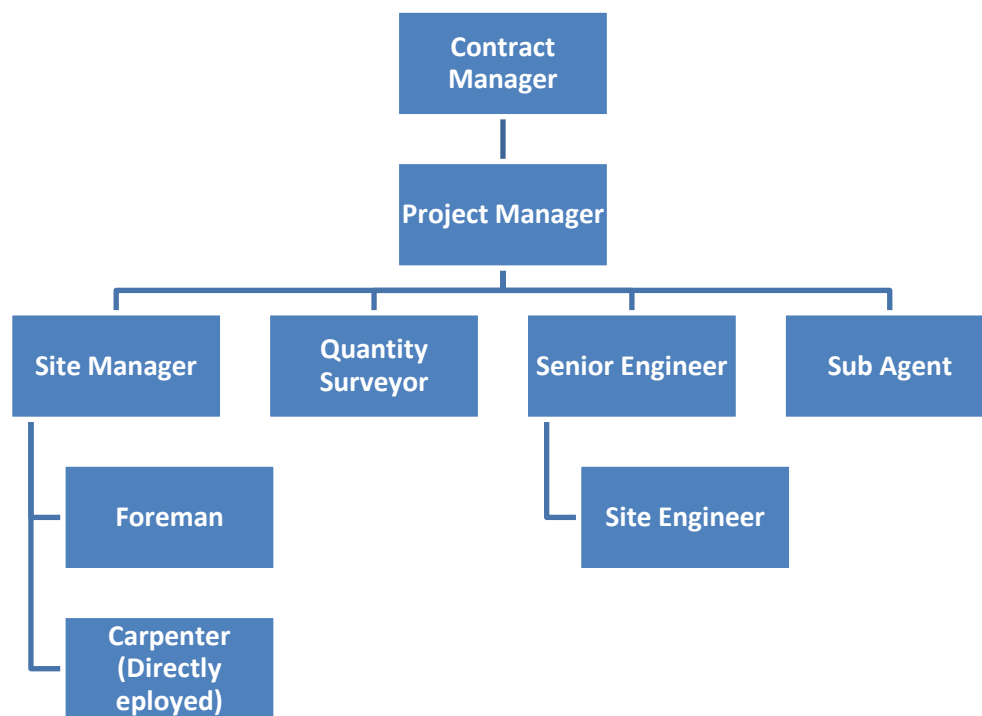 Contract
Manager
Project Manager
Site Manager
Quantity
Surveyor
Senior Engineer
Sub Agent
Foreman
Site Engineer
Carpenter
(Directly
eployed)